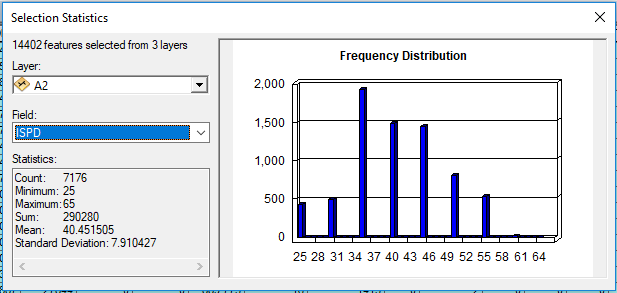 Selection Statistics
14402 features selected from 3 layers
Layer:
A2
Field:
ISPD
Statistics:
Count: 7176
Minimum: 25
Maximum: 65
Sum: 290280
Mean: 40.451505
Standard Deviation: 7.910427
Frequency Distribution
2,000
1,500
1,000
500
0
25 28 31 34 37 40 43 46 49 52 55 58 61 64